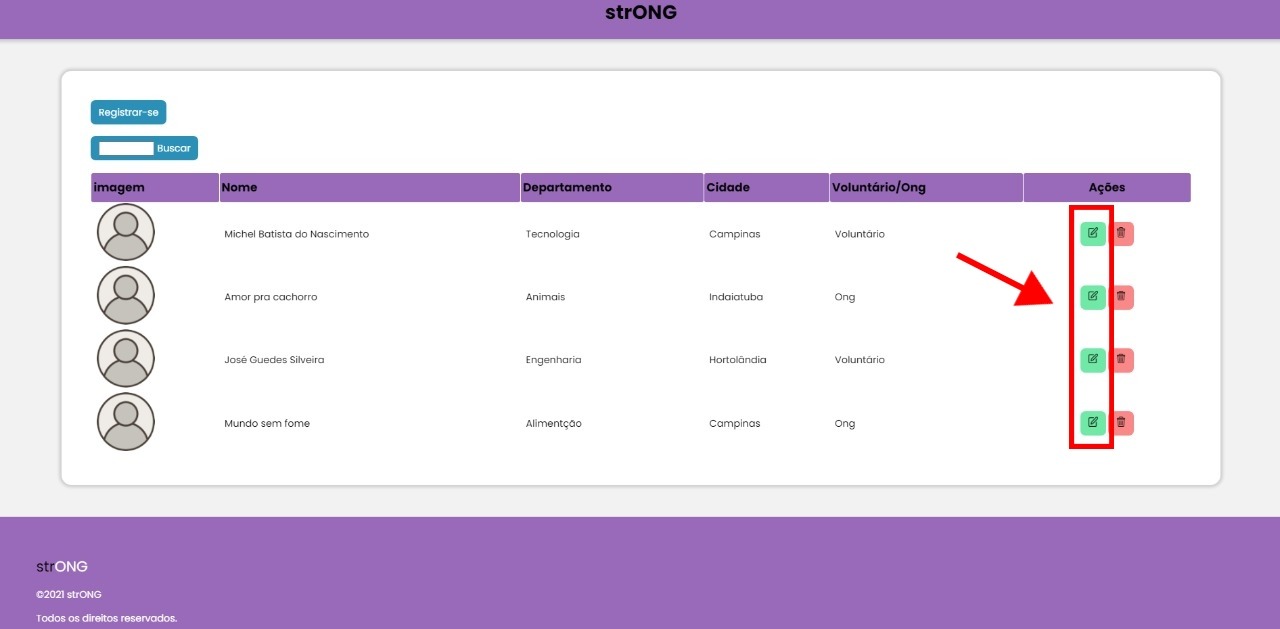 strONG
Registrar-se
Buscar
imagem Nome Departamento Cidade Voluntário/Ong Ações
Michel Batista do Nascimento Tecnologia Campinas Voluntário
Amor pra cachorro Animais Indaiatuba Ong
José Guedes Silveira Engenharia Hortolândia Voluntário
Mundo sem fome Alimentção Campinas Ong
strONG
©2021 strONG
Todos os direitos reservados.